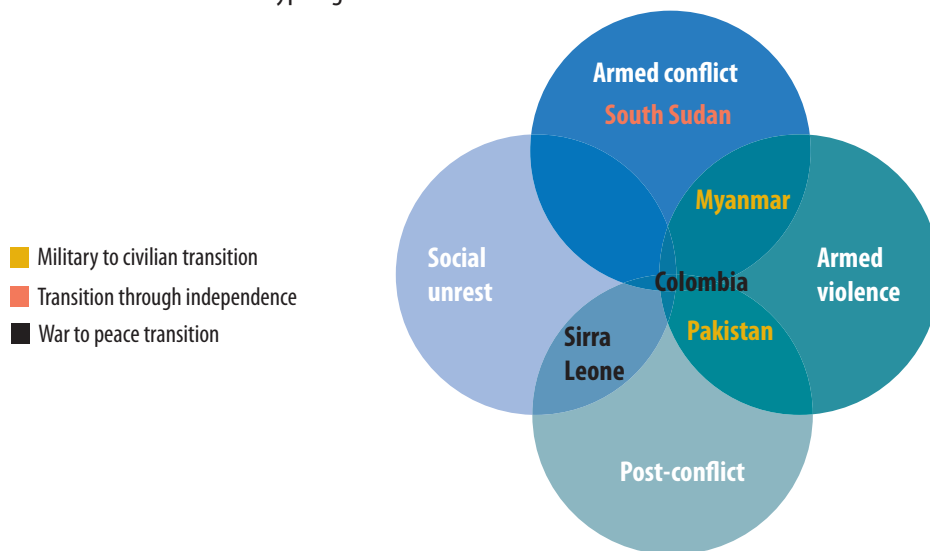 Armed conflict
South Sudan
Myanmar
Social
unrest
Armed
violence
Colombia
Pakistan
Sirra
Leone
Post-conflict
Military to civilian transition
Transition through independence
War to peace transition